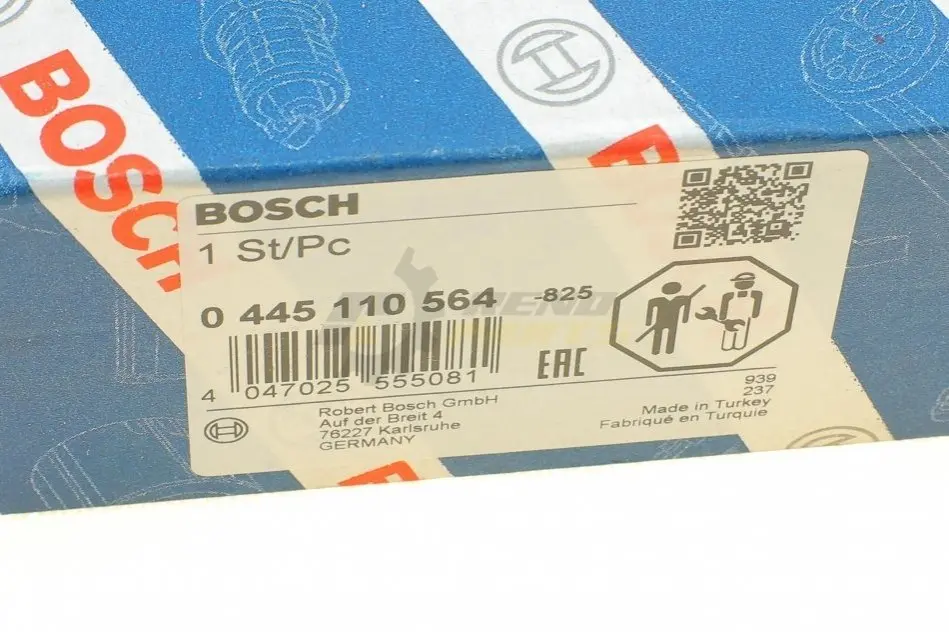 BOSCH
BOSCH
1 St/Pc
0 445 110 564 -825
4 047025 555081
EAC
Robert Bosch GmbH
Auf der Breit 4
76227 Karlsruhe
GERMANY
939
237
Made in Turkey
Fabriqué en Turquie